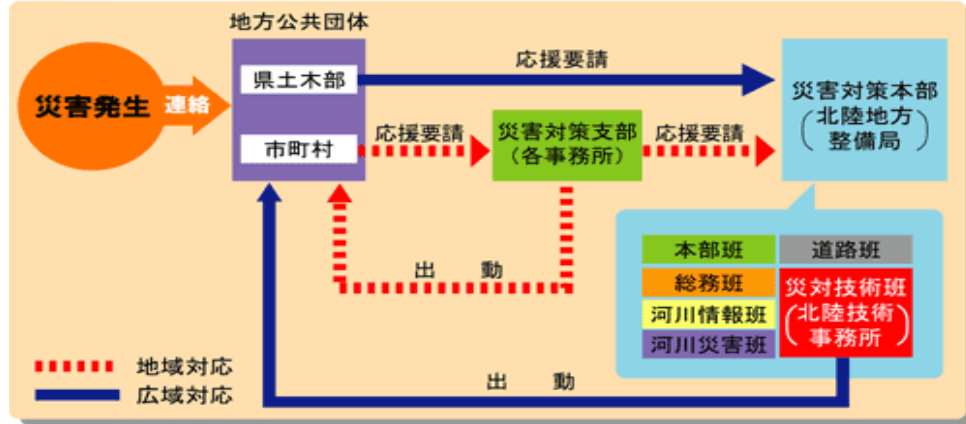 地方公共団体
災害発生
連絡
県土木部
市町村
応援要請
応援要請
災害対策支部
(各事務所)
応援要請
災害対策本部
(北陸地方
整備局)
本部班
道路班
総務班
河川情報班
河川災害班
災対技術班
(北陸技術
事務所)
出動
出動
地域対応
広域対応